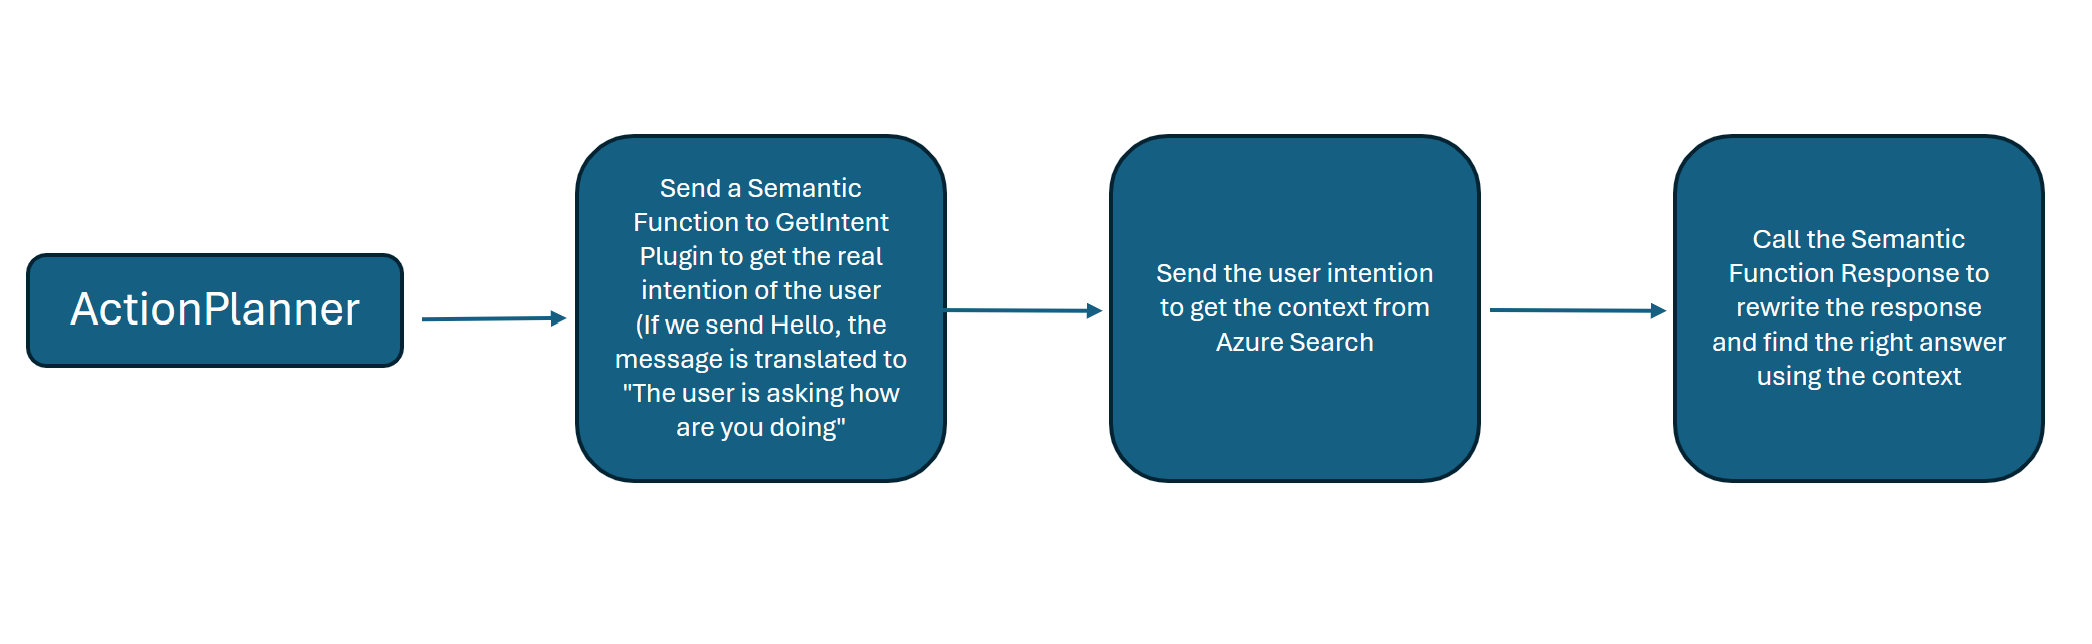 ActionPlanner
Send a Semantic
Function to GetIntent
Plugin to get the real
intention of the user
(If we send Hello, the
message is translated to
"The user is asking how
are you doing"
Send the user intention
to get the context from
Azure Search
Call the Semantic
Function Response to
rewrite the response
and find the right answer
using the context